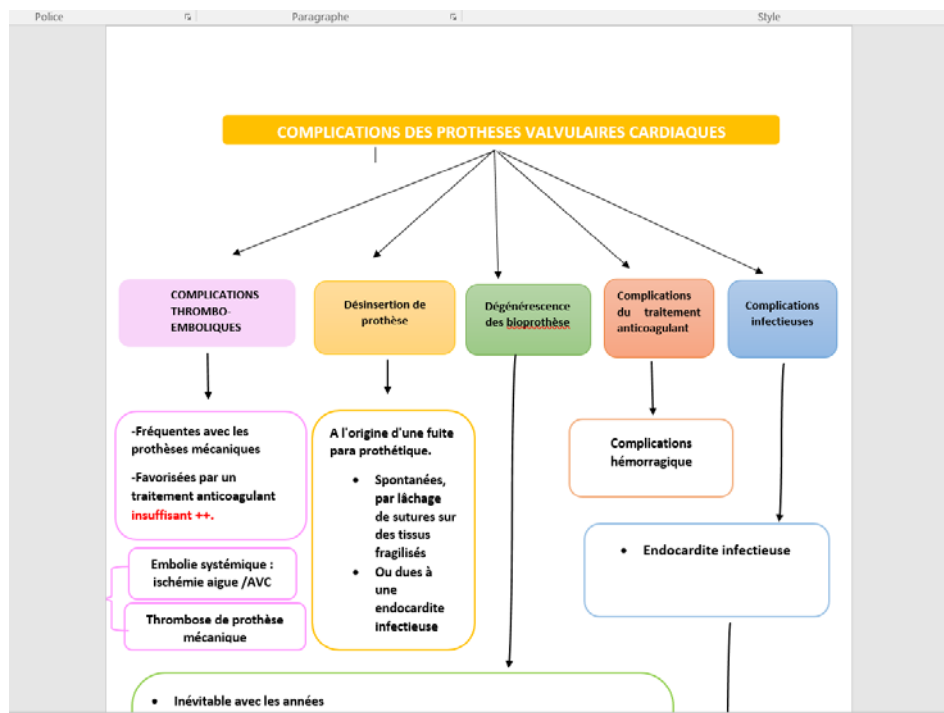 Police
Paragraphe
Style
COMPLICATIONS DES PROTHESES VALVULAIRES CARDIAQUES
COMPLICATIONS
THROMBO-
EMBOLIQUES
Désinsertion de
prothèse
Dégénérescence
des bioprothèse
Complications
du traitement
anticoagulant
Complications
infectieuses
-Fréquentes avec les
prothèses mécaniques
-Favorisées par un
traitement anticoagulant
insuffisant ++.
Embolie systémique :
ischémie aigue /AVC
Thrombose de prothèse
mécanique
A l'origine d'une fuite
para prothétique.
• Spontanées,
par lâchage
de sutures sur
des tissus
fragilisés
• Ou dues à
une
endocardite
infectieuse
Complications
hémorragique
• Endocardite infectieuse
• Inévitable avec les années